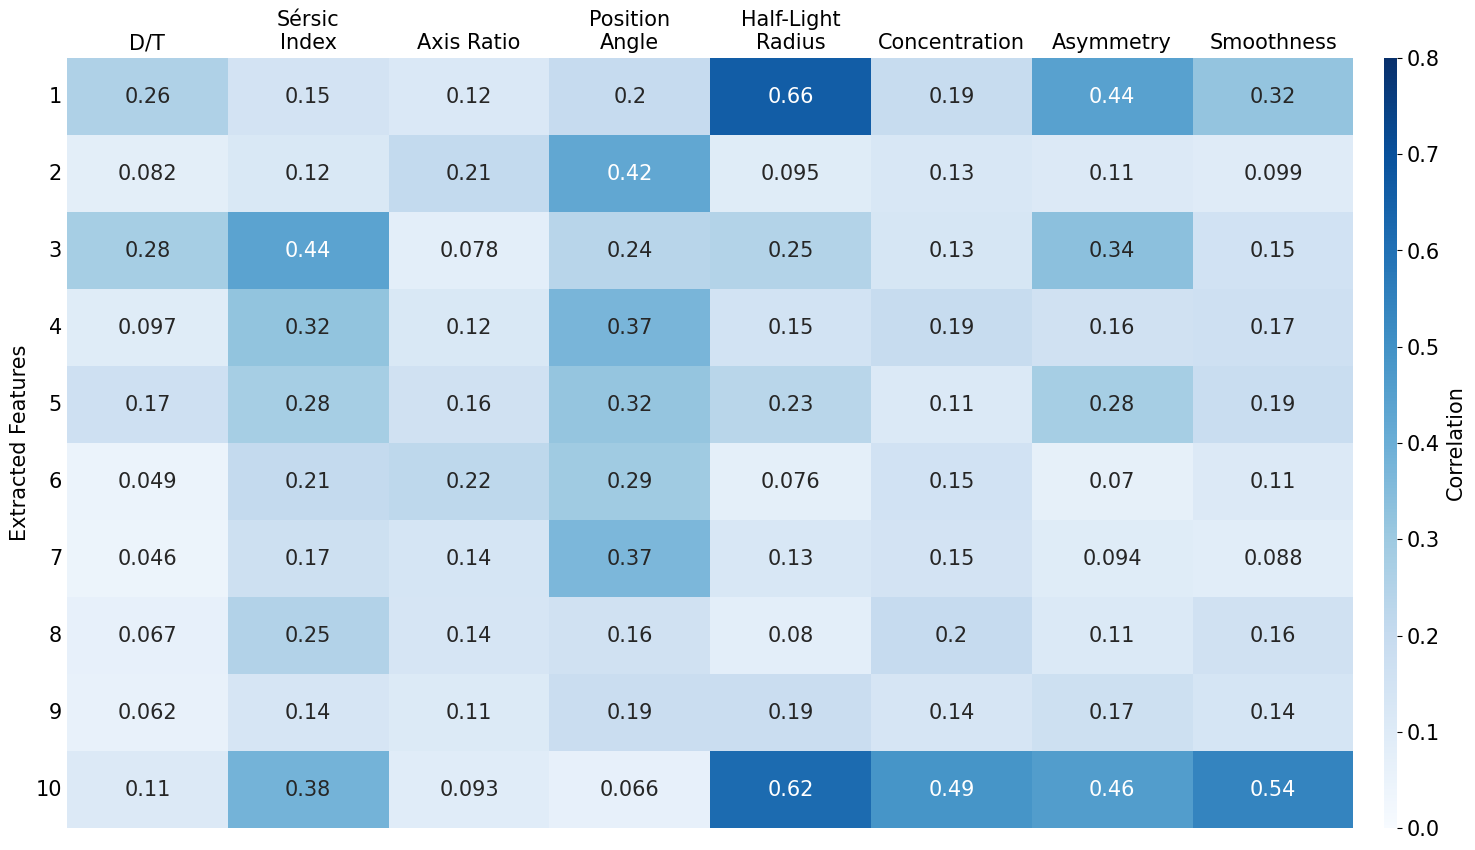 Sérsic
Position
Half-Light
D/T
Index
Axis Ratio
Angle
Radius
Concentration
Asymmetry
Smoothness
1 0.26 0.15 0.12 0.2 0.66 0.19 0.44 0.32
2 0.082 0.12 0.21 0.42 0.095 0.13 0.11 0.099
3 0.28 0.44 0.078 0.24 0.25 0.13 0.34 0.15
4 0.097 0.32 0.12 0.37 0.15 0.19 0.16 0.17
5 0.17 0.28 0.16 0.32 0.23 0.11 0.28 0.19
6 0.049 0.21 0.22 0.29 0.076 0.15 0.07 0.11
7 0.046 0.17 0.14 0.37 0.13 0.15 0.094 0.088
8 0.067 0.25 0.14 0.16 0.08 0.2 0.11 0.16
9 0.062 0.14 0.11 0.19 0.19 0.14 0.17 0.14
10 0.11 0.38 0.093 0.066 0.62 0.49 0.46 0.54
Extracted Features
0.8
0.7
0.6
0.5
0.4
0.3
0.2
0.1
0.0
Correlation